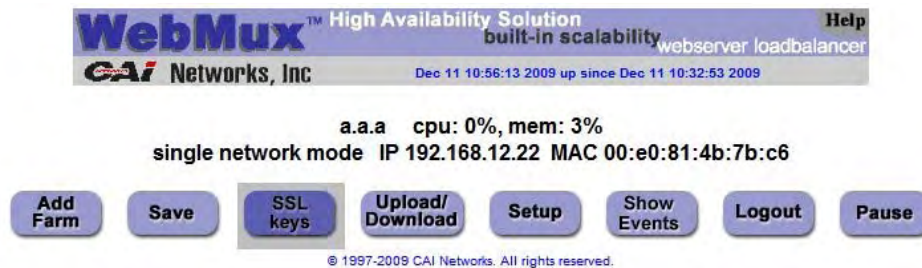 WebMux™ High Availability Solution Help
built-in scalability webserver loadbalancer
CAI Networks, Inc Dec 11 10:56:13 2009 up since Dec 11 10:32:53 2009
a.a.a cpu: 0%, mem: 3%
single network mode IP 192.168.12.22 MAC 00:e0:81:4b:7b:c6
Add Farm Save SSL keys Upload/ Download Setup Show Events Logout Pause
© 1997-2009 CAI Networks. All rights reserved.